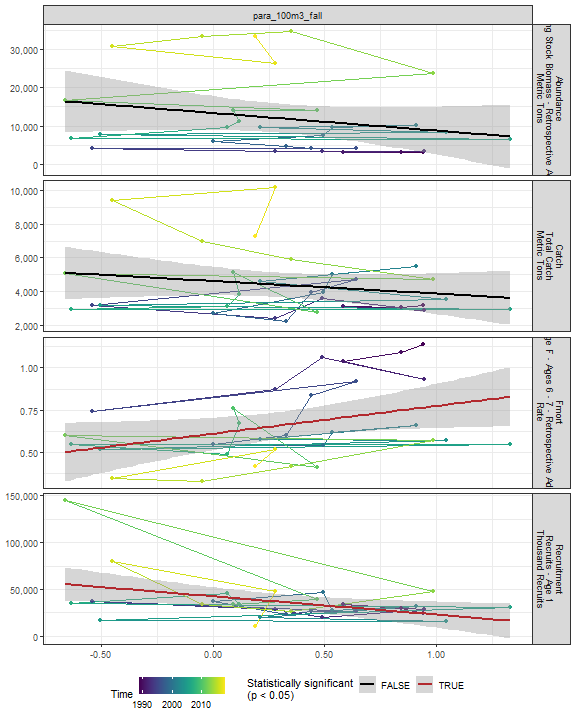 para_100m3_fall
30,000
20,000
10,000
0
Abundance
Stock Biomass - Retrospective
Metric Tons
10,000
8,000
6,000
4,000
2,000
Catch
Total Catch
Metric Tons
1.00
0.75
0.50
Fmort
F - Ages 6 - 7 - Retrospective
Rate
150,000
100,000
50,000
0
Recruitment
Recruits - Age 1
Thousand Recruits
-0.50
0.00
0.50
1.00
Time
1990 2000 2010
Statistically significant
(p < 0.05)
FALSE
TRUE